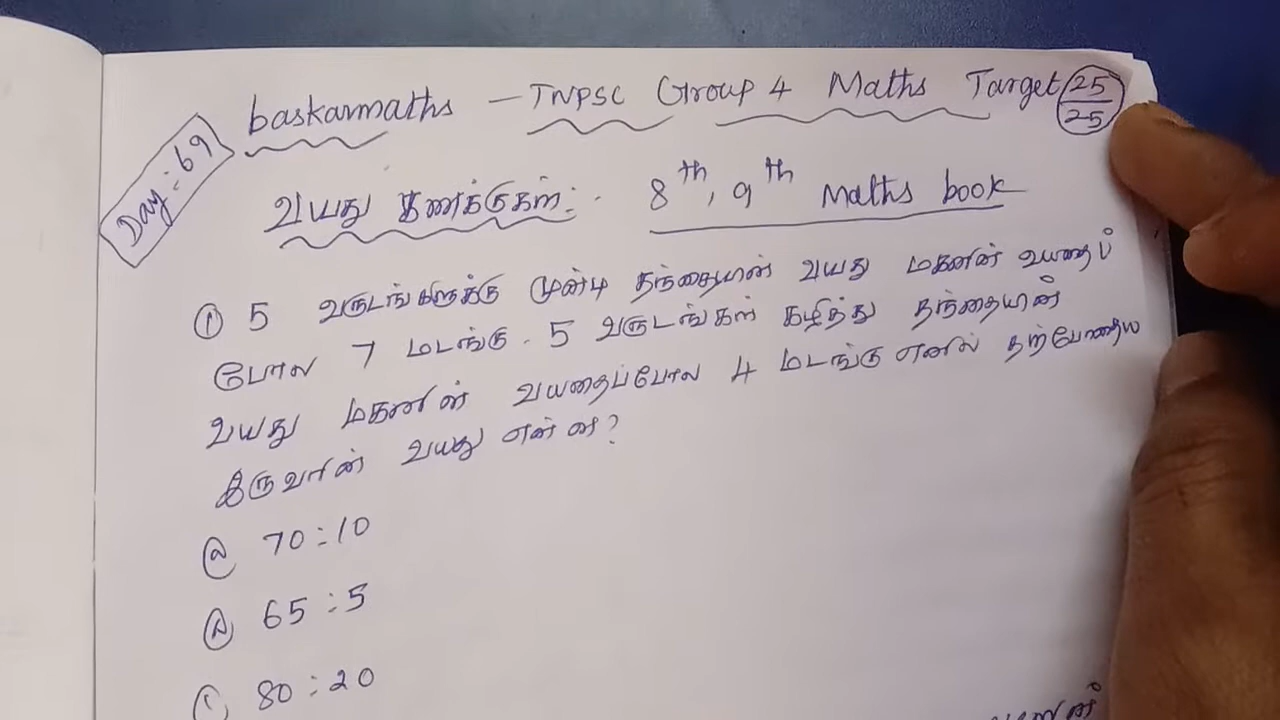 baskarmaths - TNPSC Group 4 Maths Target 25/25
Day: 69
வயது கணக்குகள்: 8th, 9th Maths book
① 5 வருடங்களுக்கு முன்பு தந்தையின் வயது மகனின் வயதைப்
போல 7 மடங்கு. 5 வருடங்கள் கழித்து தந்தையின்
வயது மகனின் வயதைப்போல 4 மடங்கு எனில் தற்போதைய
இருவரின் வயது என்ன?
70:10
65:5
80:20